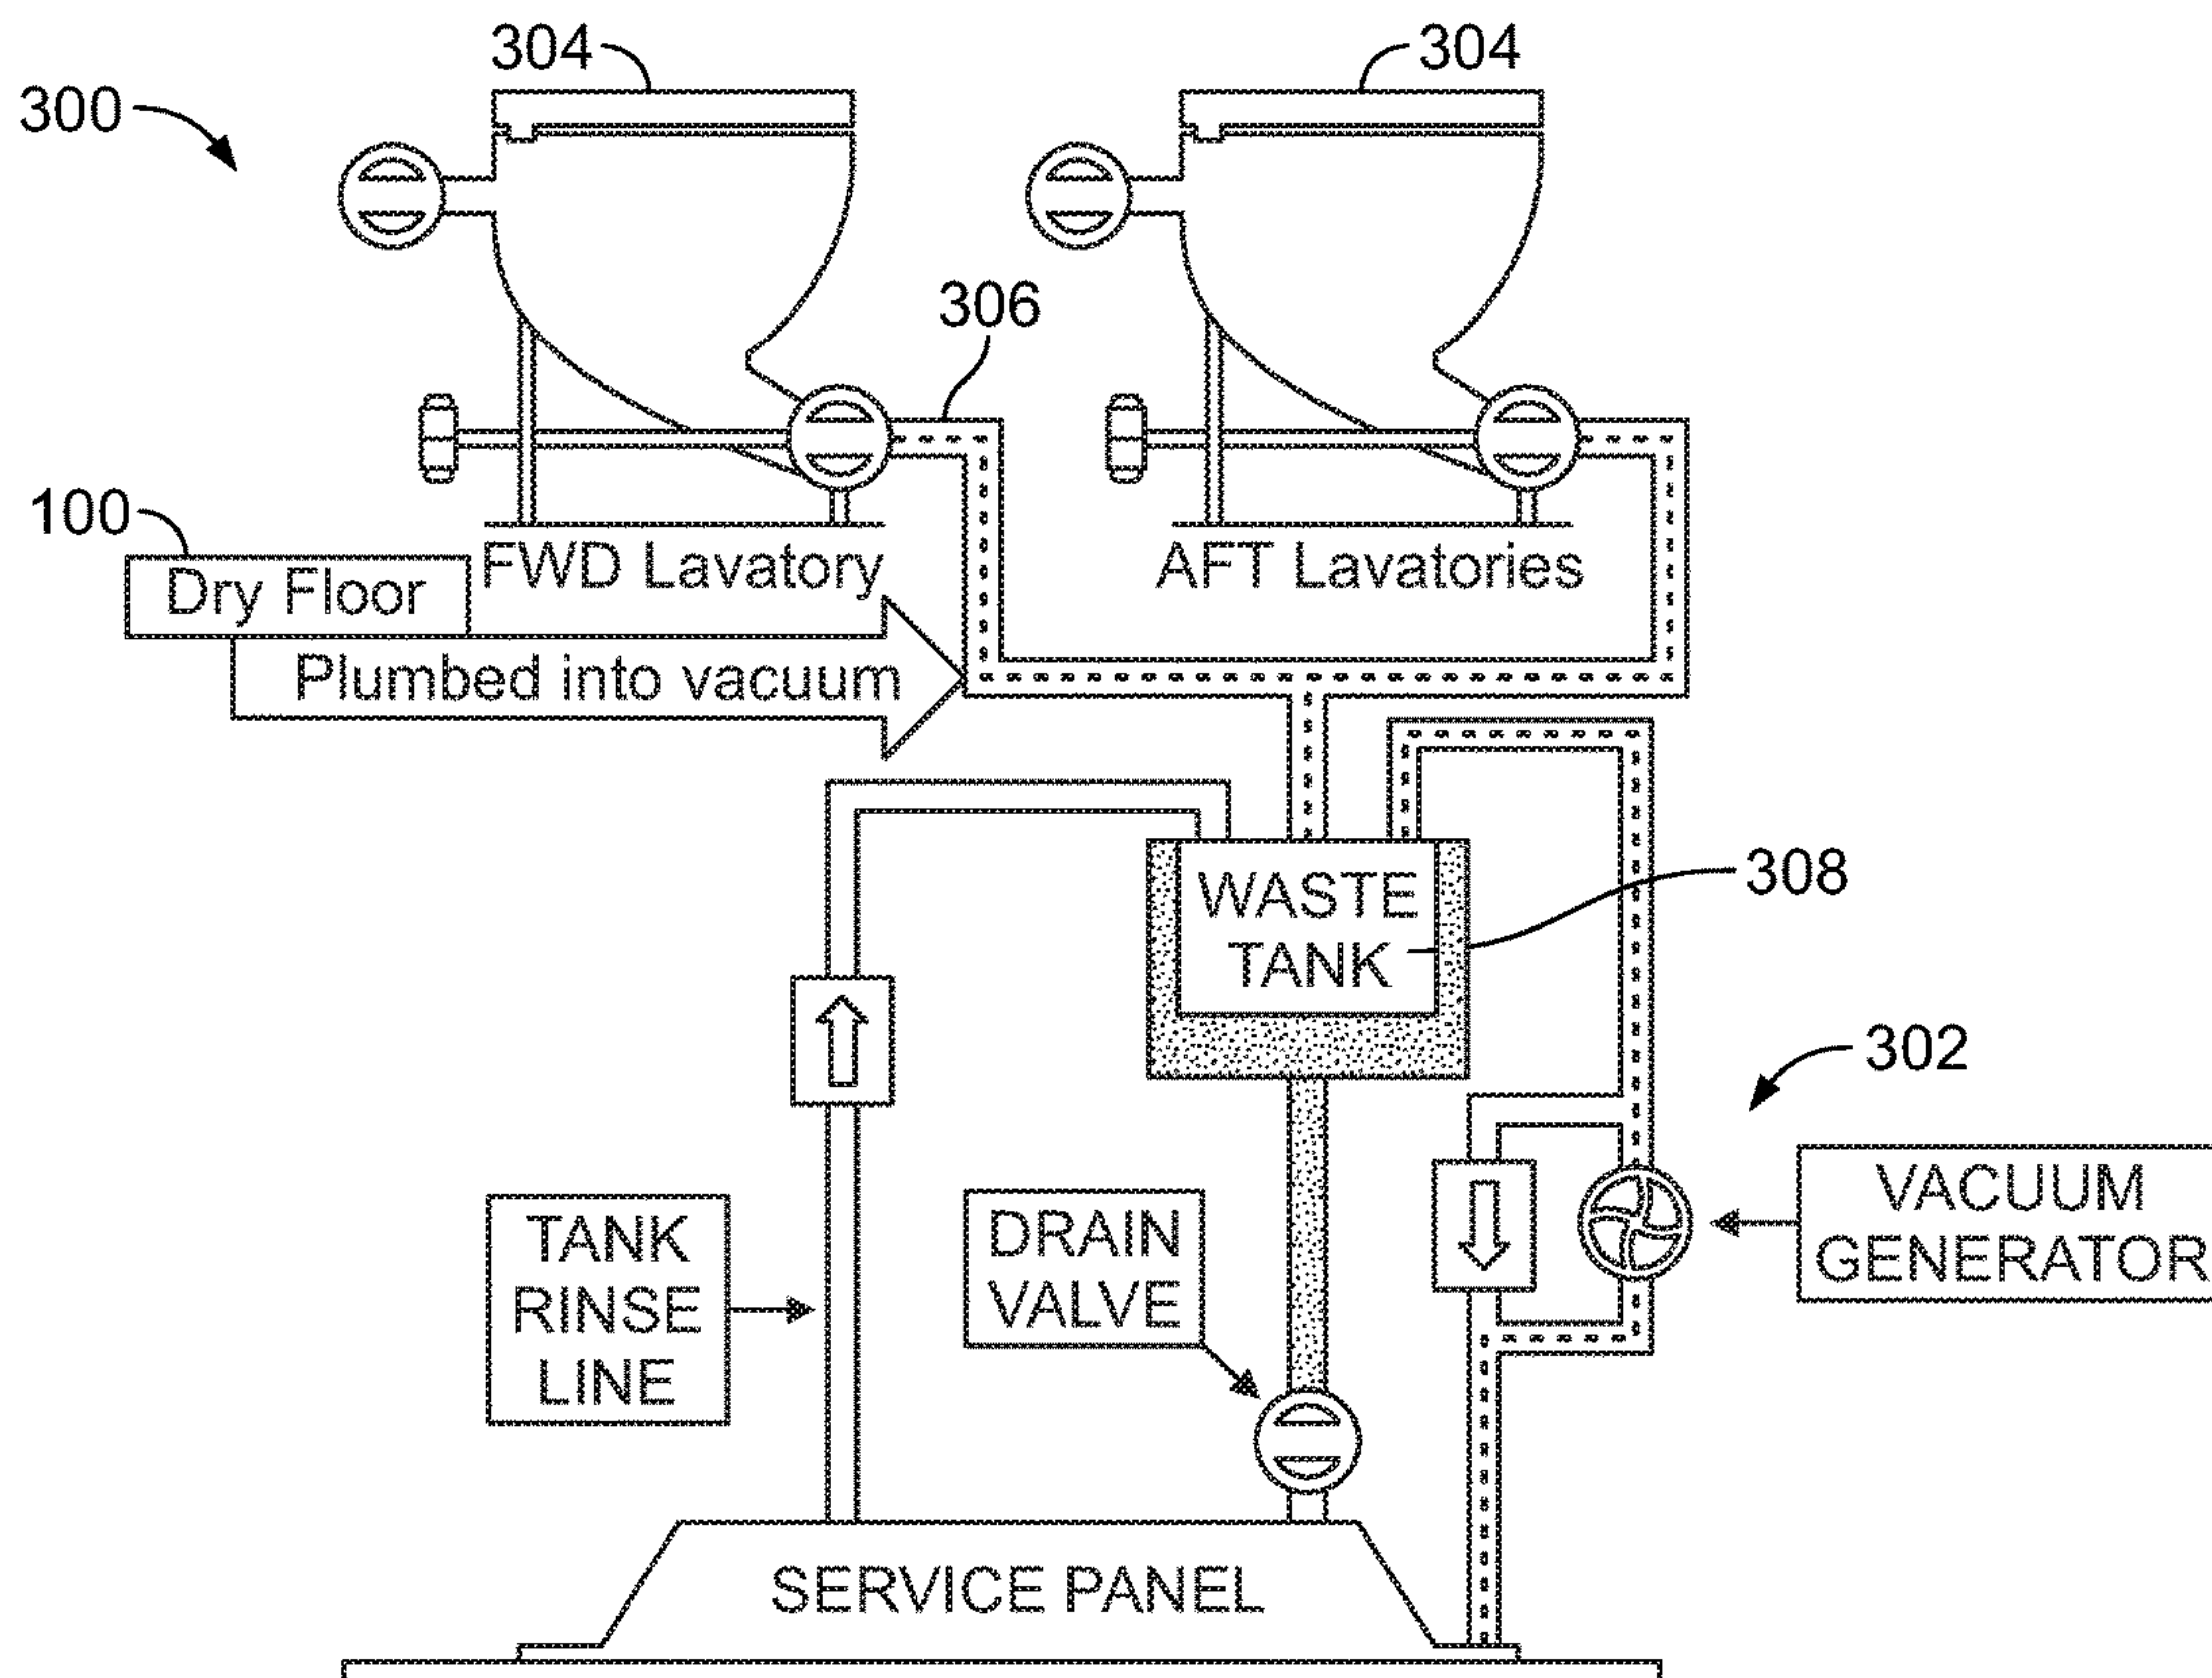 304
304
300
306
100
Dry Floor
FWD Lavatory
AFT Lavatories
Plumbed into vacuum
WASTE
TANK
308
302
TANK
RINSE
LINE
DRAIN
VALVE
VACUUM
GENERATOR
SERVICE PANEL